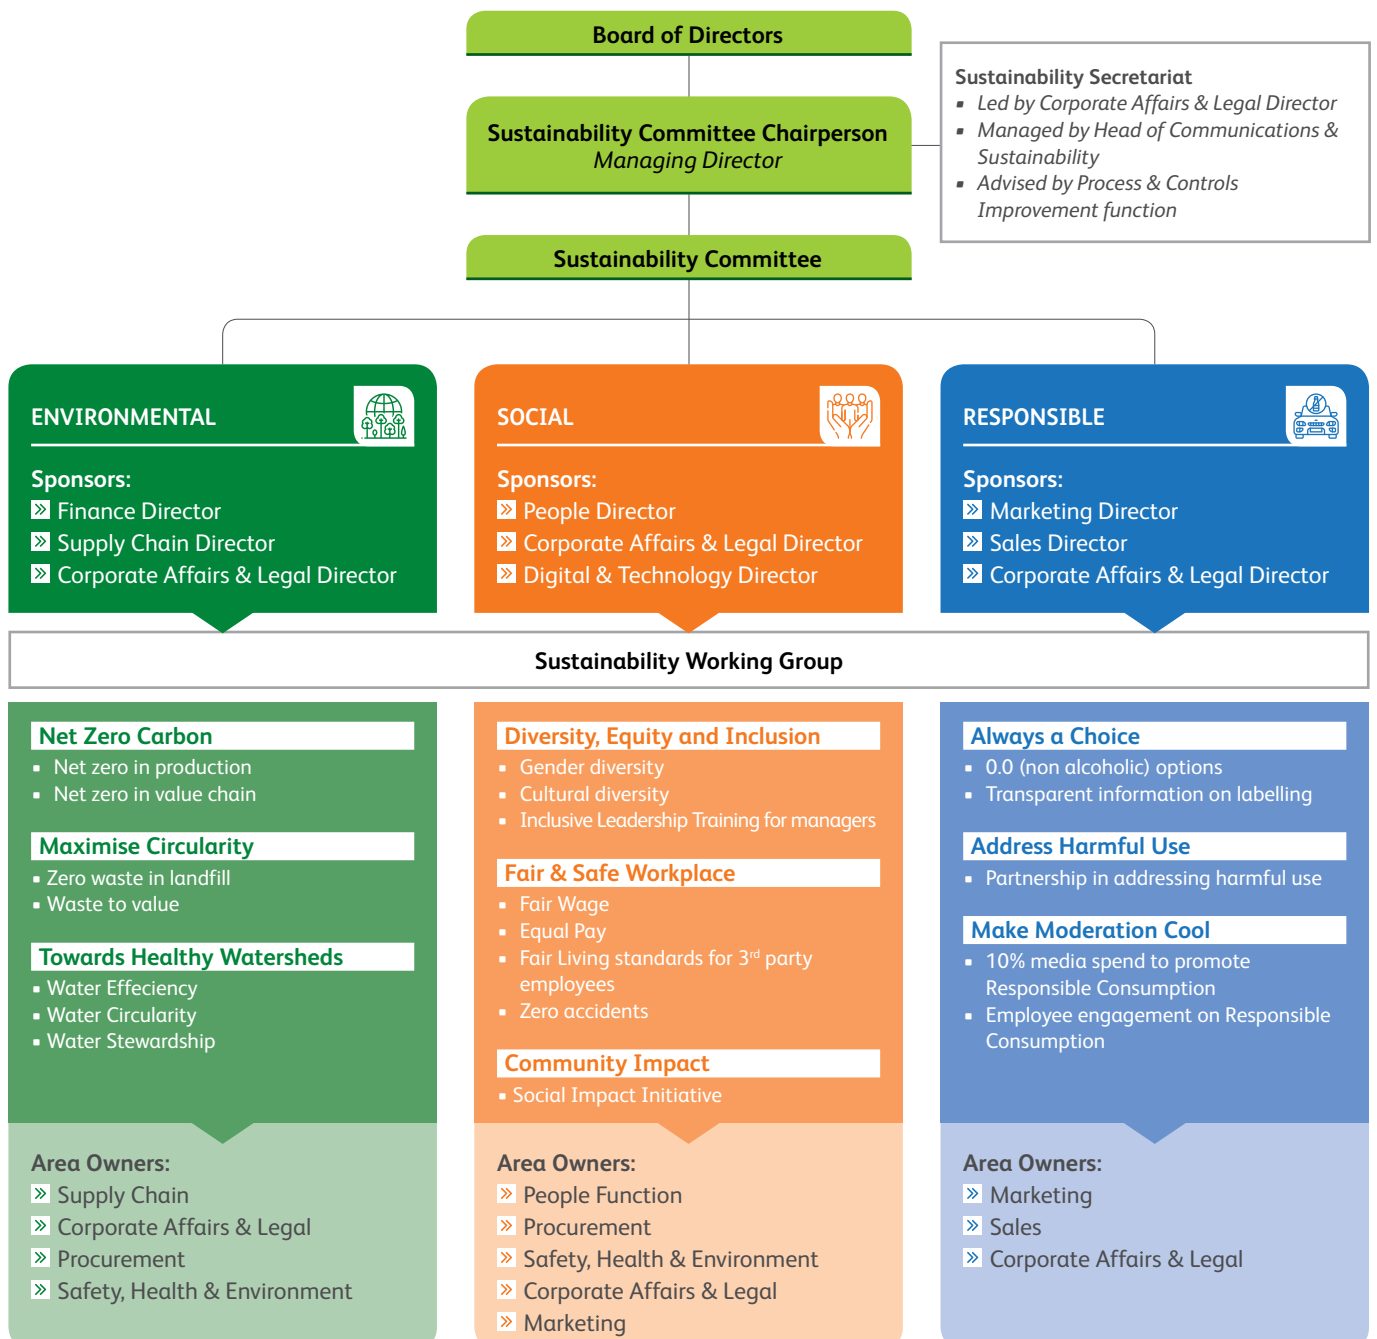 Board of Directors
Sustainability Committee Chairperson
Managing Director
Sustainability Secretariat
▪ Led by Corporate Affairs & Legal Director
▪ Managed by Head of Communications &
Sustainability
▪ Advised by Process & Controls
Improvement function
Sustainability Committee
ENVIRONMENTAL
Sponsors:
Finance Director
Supply Chain Director
Corporate Affairs & Legal Director
SOCIAL
Sponsors:
People Director
Corporate Affairs & Legal Director
Digital & Technology Director
RESPONSIBLE
Sponsors:
Marketing Director
Sales Director
Corporate Affairs & Legal Director
Sustainability Working Group
Net Zero Carbon
▪ Net zero in production
▪ Net zero in value chain
Maximise Circularity
▪ Zero waste in landfill
▪ Waste to value
Towards Healthy Watersheds
▪ Water Effeciency
▪ Water Circularity
▪ Water Stewardship
Diversity, Equity and Inclusion
▪ Gender diversity
▪ Cultural diversity
▪ Inclusive Leadership Training for managers
Fair & Safe Workplace
▪ Fair Wage
▪ Equal Pay
▪ Fair Living standards for 3rd party
employees
▪ Zero accidents
Community Impact
▪ Social Impact Initiative
Always a Choice
▪ 0.0 (non alcoholic) options
▪ Transparent information on labelling
Address Harmful Use
▪ Partnership in addressing harmful use
Make Moderation Cool
▪ 10% media spend to promote
Responsible Consumption
▪ Employee engagement on Responsible
Consumption
Area Owners:
Supply Chain
Corporate Affairs & Legal
Procurement
Safety, Health & Environment
Area Owners:
People Function
Procurement
Safety, Health & Environment
Corporate Affairs & Legal
Marketing
Area Owners:
Marketing
Sales
Corporate Affairs & Legal